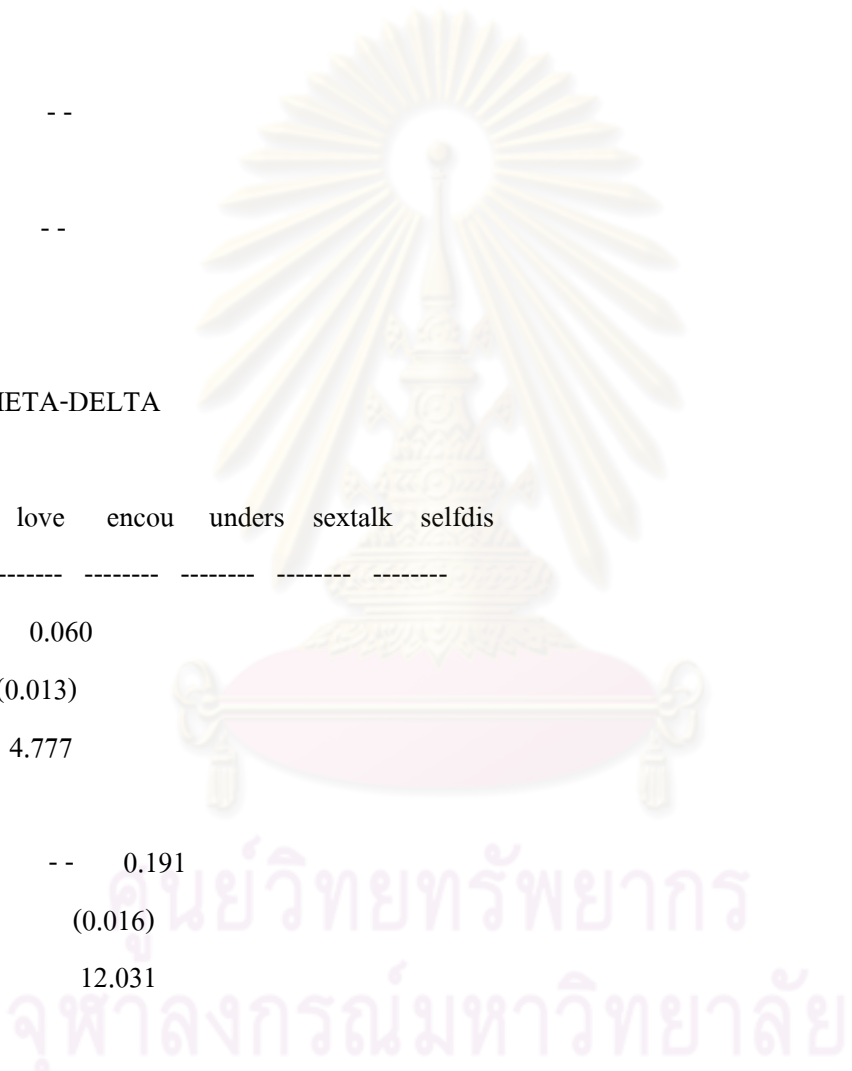 - -
- -
HETA-DELTA
love encou unders sextalk selfdis
-------- -------- -------- -------- --------
0.060
(0.013)
4.777
- - 0.191
(0.016)
12.031
ศูนย์วิทยทรัพยากร
จุฬาลงกรณ์มหาวิทยาลัย